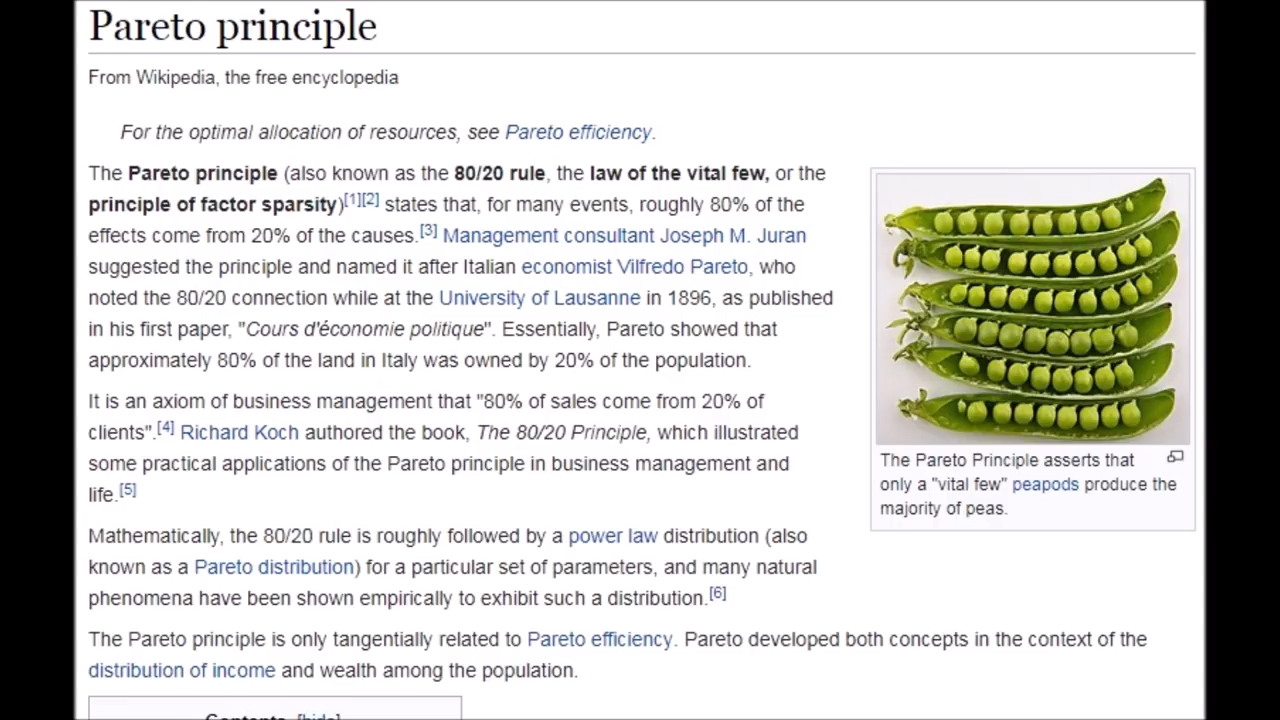 Pareto principle
From Wikipedia, the free encyclopedia
For the optimal allocation of resources, see Pareto efficiency.
The Pareto principle (also known as the 80/20 rule, the law of the vital few, or the
principle of factor sparsity)[1][2] states that, for many events, roughly 80% of the
effects come from 20% of the causes.[3] Management consultant Joseph M. Juran
suggested the principle and named it after Italian economist Vilfredo Pareto, who
noted the 80/20 connection while at the University of Lausanne in 1896, as published
in his first paper, "Cours d'économie politique". Essentially, Pareto showed that
approximately 80% of the land in Italy was owned by 20% of the population.
It is an axiom of business management that "80% of sales come from 20% of
clients".[4] Richard Koch authored the book, The 80/20 Principle, which illustrated
some practical applications of the Pareto principle in business management and
life.[5]
Mathematically, the 80/20 rule is roughly followed by a power law distribution (also
known as a Pareto distribution) for a particular set of parameters, and many natural
phenomena have been shown empirically to exhibit such a distribution.[6]
The Pareto principle is only tangentially related to Pareto efficiency. Pareto developed both concepts in the context of the
distribution of income and wealth among the population.
The Pareto Principle asserts that
only a "vital few" peapods produce the
majority of peas.
Contents [hide]